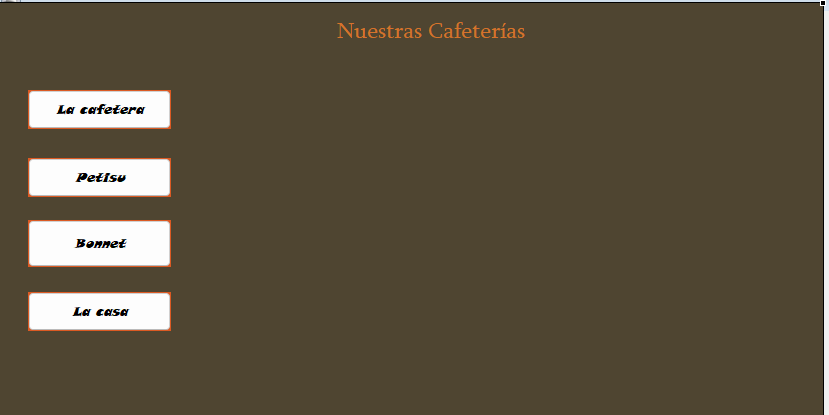 Nuestras Cafeterías
La cafetera
Petisu
Bonnet
La casa